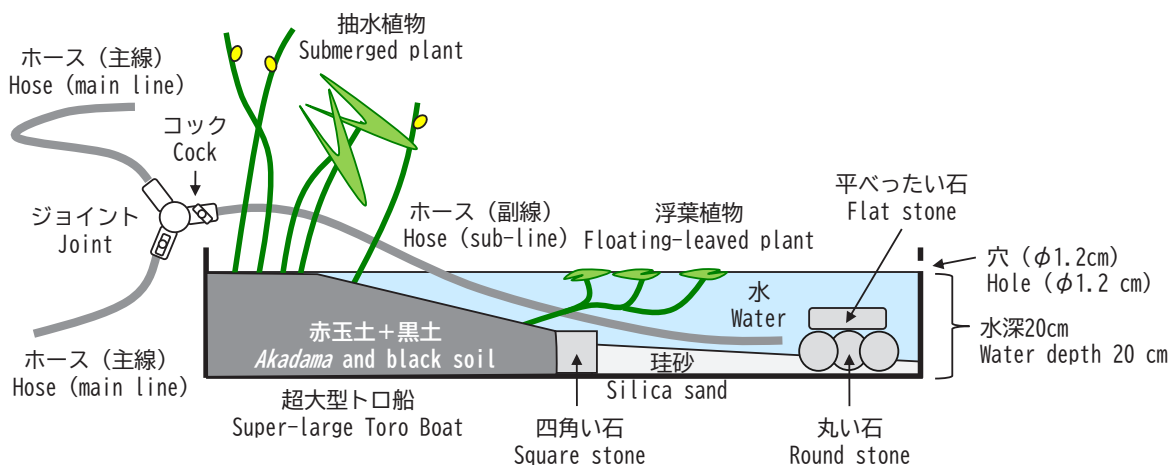 抽水植物
Submerged plant
ホース（主線）
Hose (main line)
コック
Cock
ジョイント
Joint
ホース（副線）
Hose (sub-line)
浮葉植物
Floating-leaved plant
平べったい石
Flat stone
穴（φ1.2cm）
Hole (φ1.2 cm)
水
Water
水深20cm
Water depth 20 cm
赤玉土＋黒土
Akadama and black soil
珪砂
Silica sand
ホース（主線）
Hose (main line)
超大型トロ船
Super-large Toro Boat
四角い石
Square stone
丸い石
Round stone